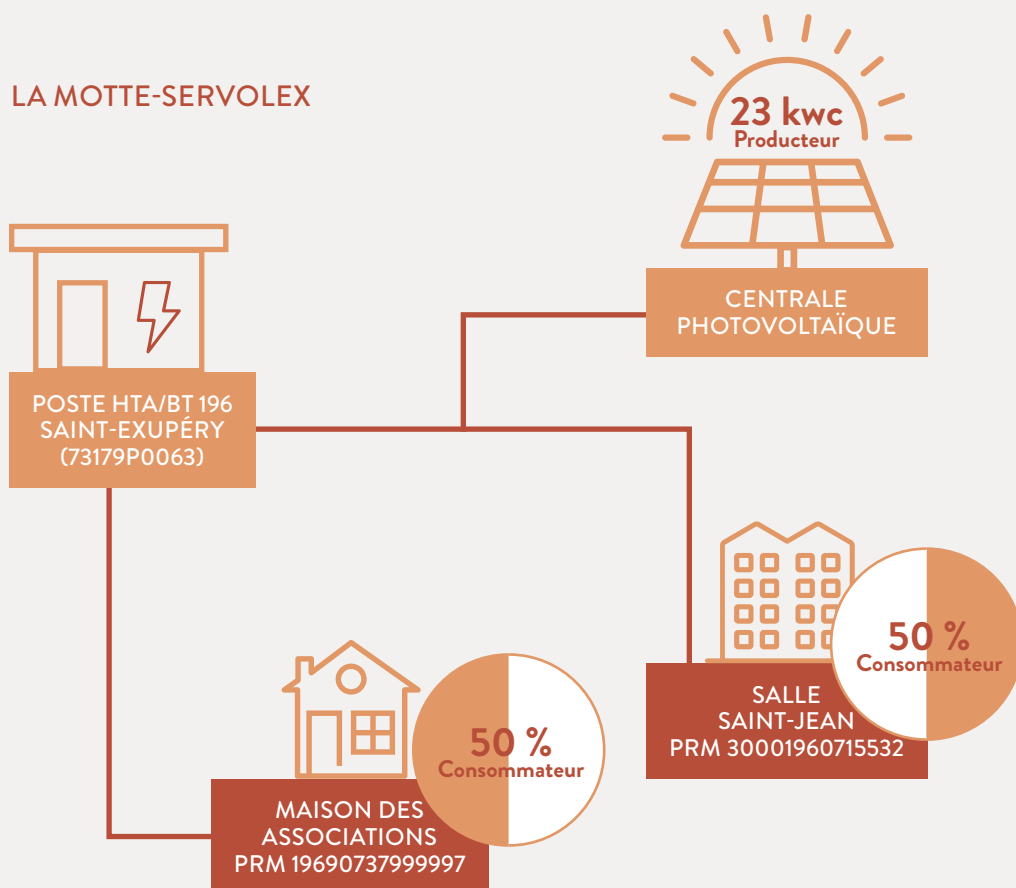 LA MOTTE-SERVOLEX
23 kwc
Producteur
CENTRALE
PHOTOVOLTAÏQUE
POSTE HTA/BT 196
SAINT-EXUPÉRY
(73179P0063)
50 %
Consommateur
SALLE
SAINT-JEAN
PRM 30001960715532
50 %
Consommateur
MAISON DES
ASSOCIATIONS
PRM 19690737999997